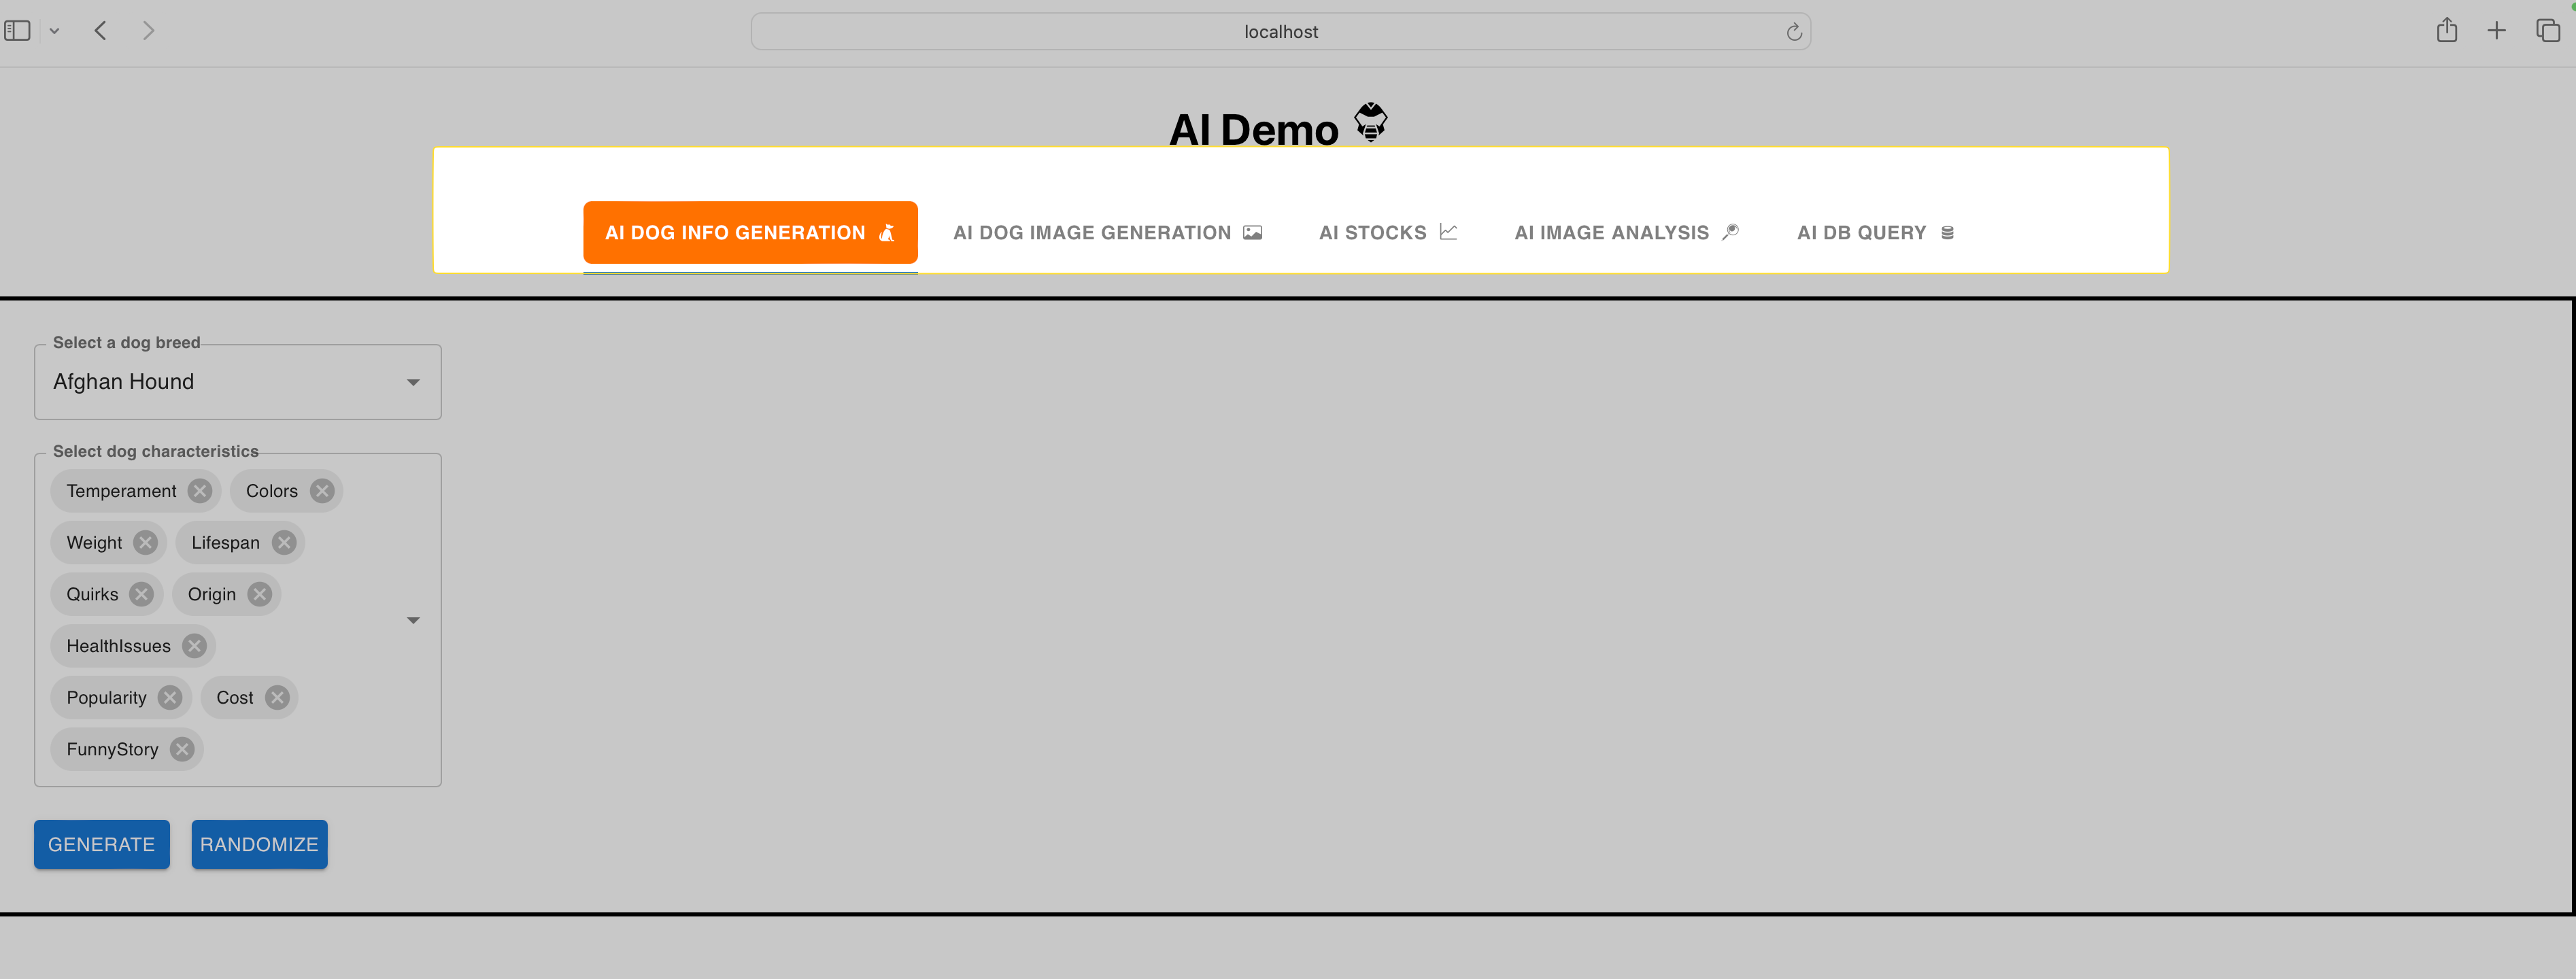 localhost
AI Demo
AI DOG INFO GENERATION
AI DOG IMAGE GENERATION
AI STOCKS
AI IMAGE ANALYSIS
AI DB QUERY
Select a dog breed
Afghan Hound
Select dog characteristics
Temperament Colors
Weight Lifespan
Quirks Origin
HealthIssues
Popularity Cost
FunnyStory
GENERATE RANDOMIZE